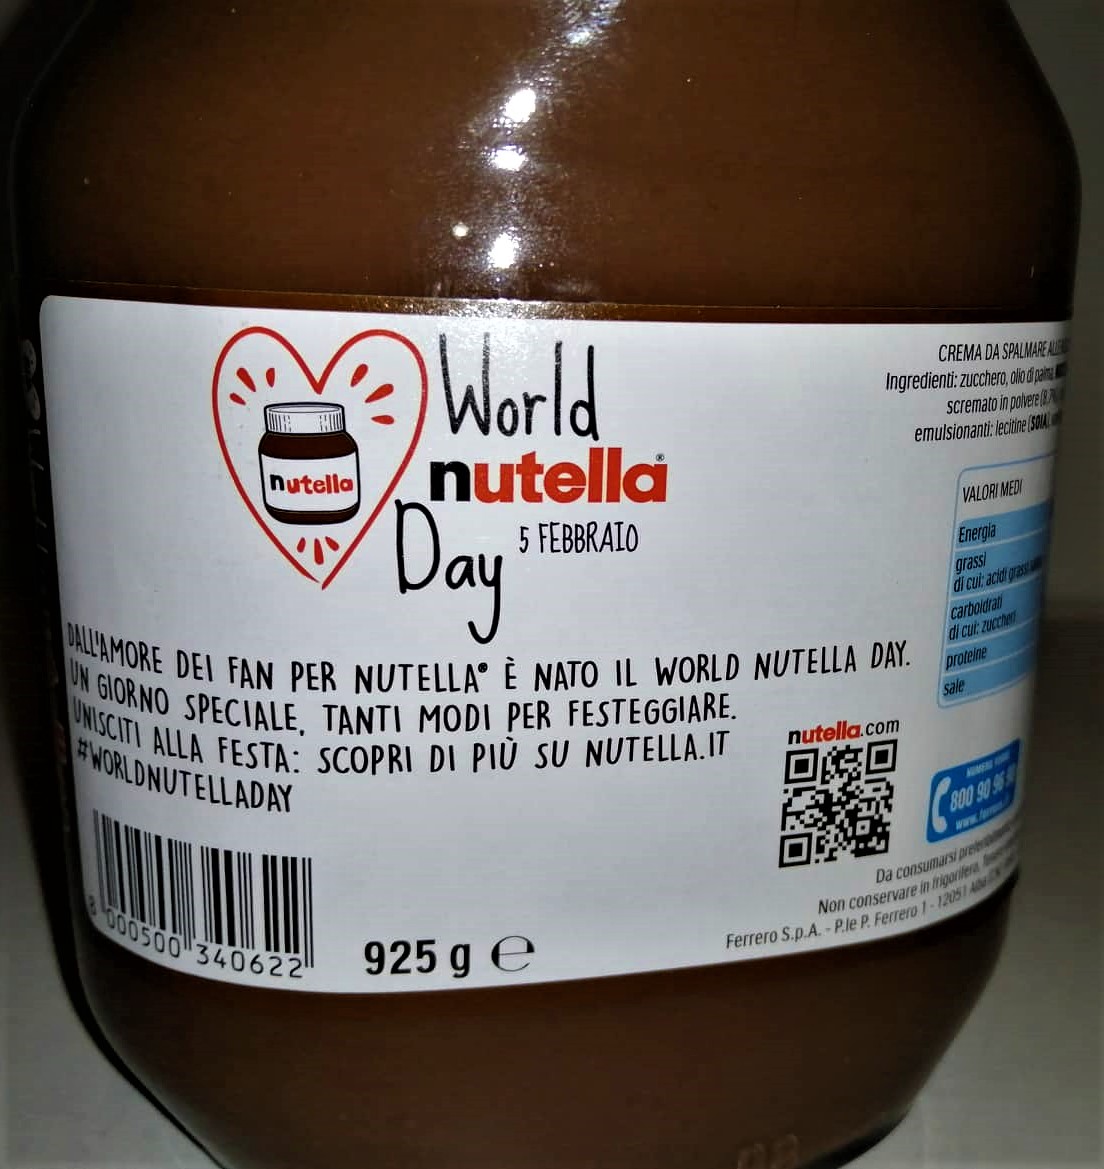 World
nutella®
Day
5 FEBBRAIO
nutella
DALL'AMORE DEI FAN PER NUTELLA® È NATO IL WORLD NUTELLA DAY.
UN GIORNO SPECIALE, TANTI MODI PER FESTEGGIARE.
UNISCITI ALLA FESTA: SCOPRI DI PIÙ SU NUTELLA.IT
#WORLDNUTELLADAY
8 000500 340622
925 g e
nutella.com
CREMA DA SPALMARE
Ingredienti: zucchero, olio di palma,
scremato in polvere (8,7%)
emulsionanti: lecitine (SOIA),
VALORI MEDI
Energia
grassi
di cui: acidi grassi
carboidrati
di cui: zuccheri
proteine
sale
NUMERO VERDE
800 90 96
Da consumarsi
Non conservare in frigorifero.
Ferrero S.p.A. - P.le P. Ferrero 1 - 12051 Alba